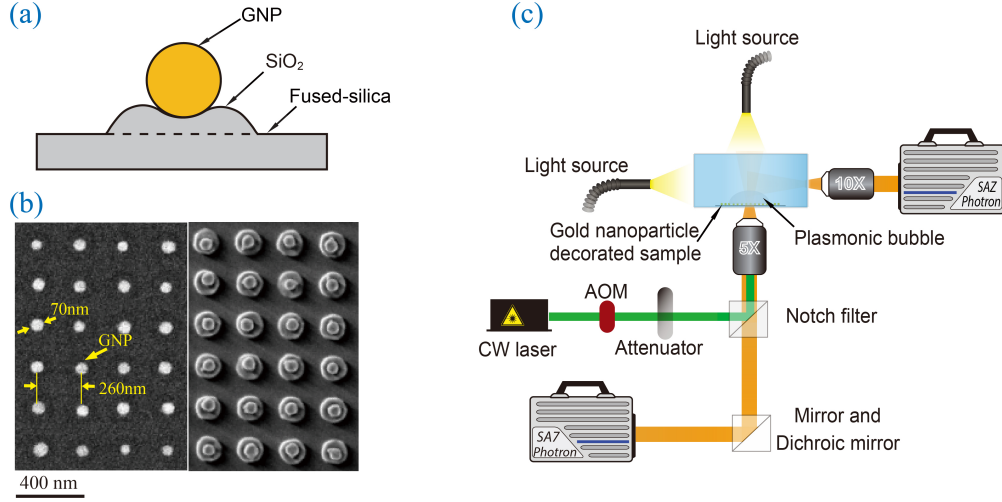 (a)
GNP
SiO₂
Fused-silica
(b)
70nm
GNP
260nm
400 nm
(c)
Light source
Light source
10X
SAZ
Photron
Gold nanoparticle
decorated sample
Plasmonic bubble
5X
AOM
CW laser
Attenuator
Notch filter
SA7
Photron
Mirror and
Dichroic mirror